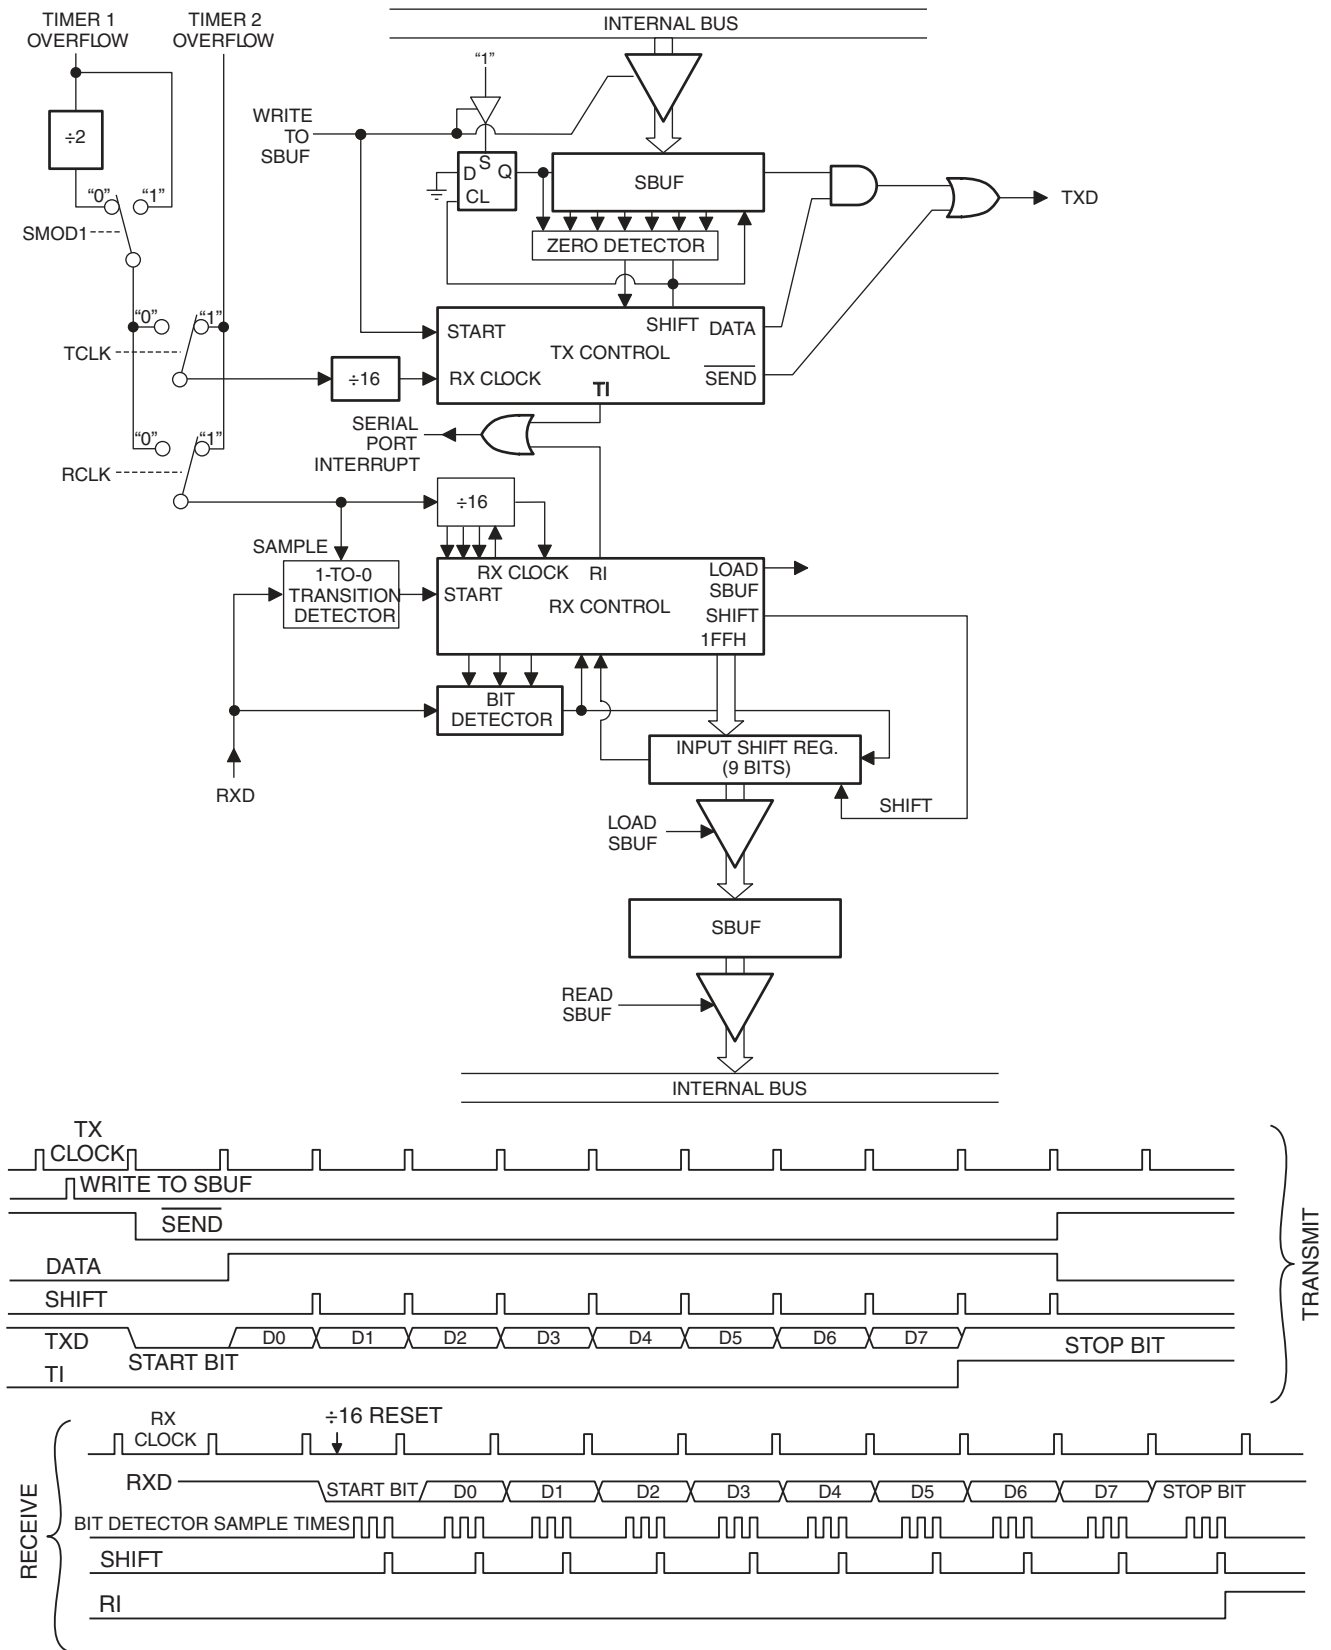 TIMER 1
OVERFLOW
TIMER 2
OVERFLOW
INTERNAL BUS
“1”
WRITE
TO
SBUF
÷2
“0”
“1”
SMOD1
D
S
Q
CL
SBUF
TXD
ZERO DETECTOR
“0”
“1”
TCLK
START
SHIFT
DATA
TX CONTROL
÷16
RX CLOCK
TI
SEND
“0”
“1”
RCLK
SERIAL
PORT
INTERRUPT
÷16
SAMPLE
1-TO-0
TRANSITION
DETECTOR
RX CLOCK
RI
LOAD
SBUF
START
RX CONTROL
SHIFT
1FFH
BIT
DETECTOR
RXD
INPUT SHIFT REG.
(9 BITS)
SHIFT
LOAD
SBUF
SBUF
READ
SBUF
INTERNAL BUS
TX
CLOCK
WRITE TO SBUF
SEND
DATA
SHIFT
TXD
START BIT
D0
D1
D2
D3
D4
D5
D6
D7
STOP BIT
TI
TRANSMIT
RX
CLOCK
÷16 RESET
RXD
START BIT
D0
D1
D2
D3
D4
D5
D6
D7
STOP BIT
BIT DETECTOR SAMPLE TIMES
SHIFT
RI
RECEIVE